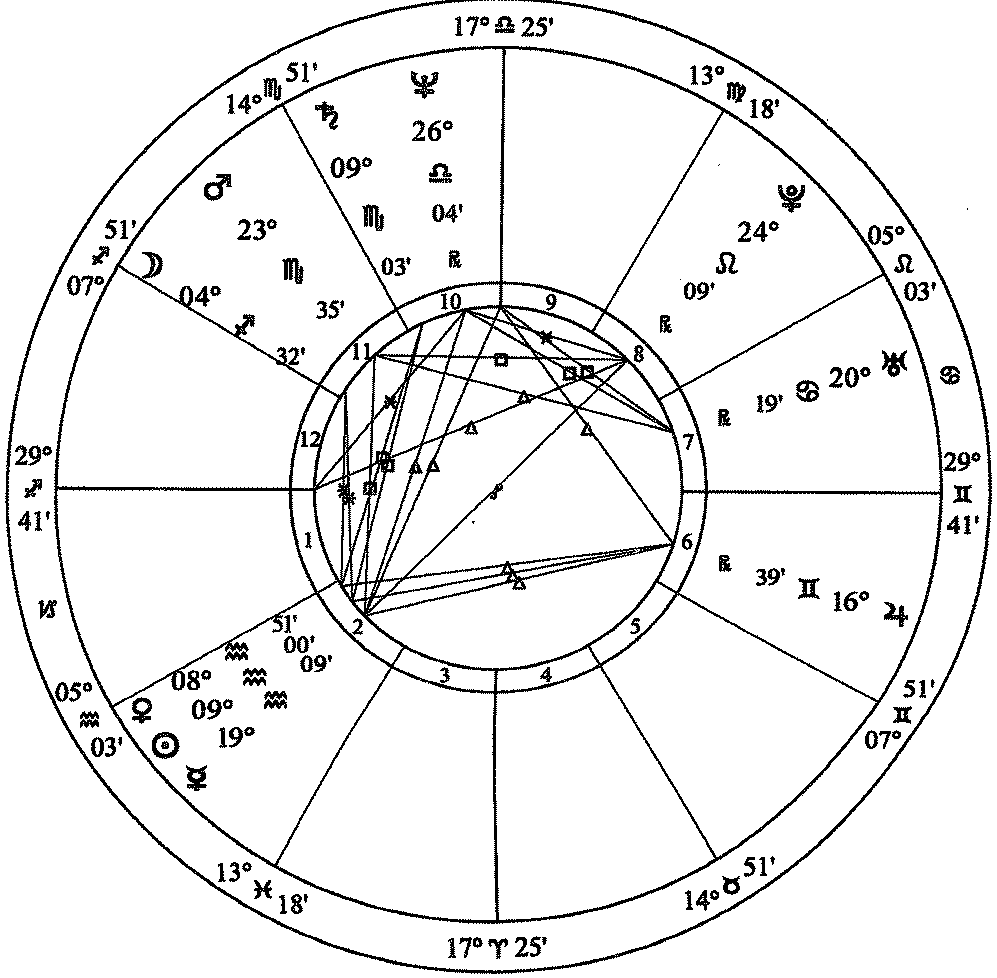 17° ♎ 25'
13° ♍ 18'
05° ♌ 03'
♋
29° ♊ 41'
51' ♊ 07°
14° ♉ 51'
17° ♈ 25'
13° ♓ 18'
05° ♒ 03'
♑
29° ♐ 41'
51' ♐ 07°
14° ♏ 51'
♆ 26° ♎ 04' ℞
♄ 09° ♏ 03'
♂ 23° ♏ 35'
☽ 04° ♐ 32'
♀ 08° ♒ 51'
☉ 09° ♒ 00'
☿ 19° ♒ 09'
℞ 39' ♊ 16° ♃
℞ 19' ♋ 20° ♅
24° ♌ 09' ℞
1
2
3
4
5
6
7
8
9
10
11
12